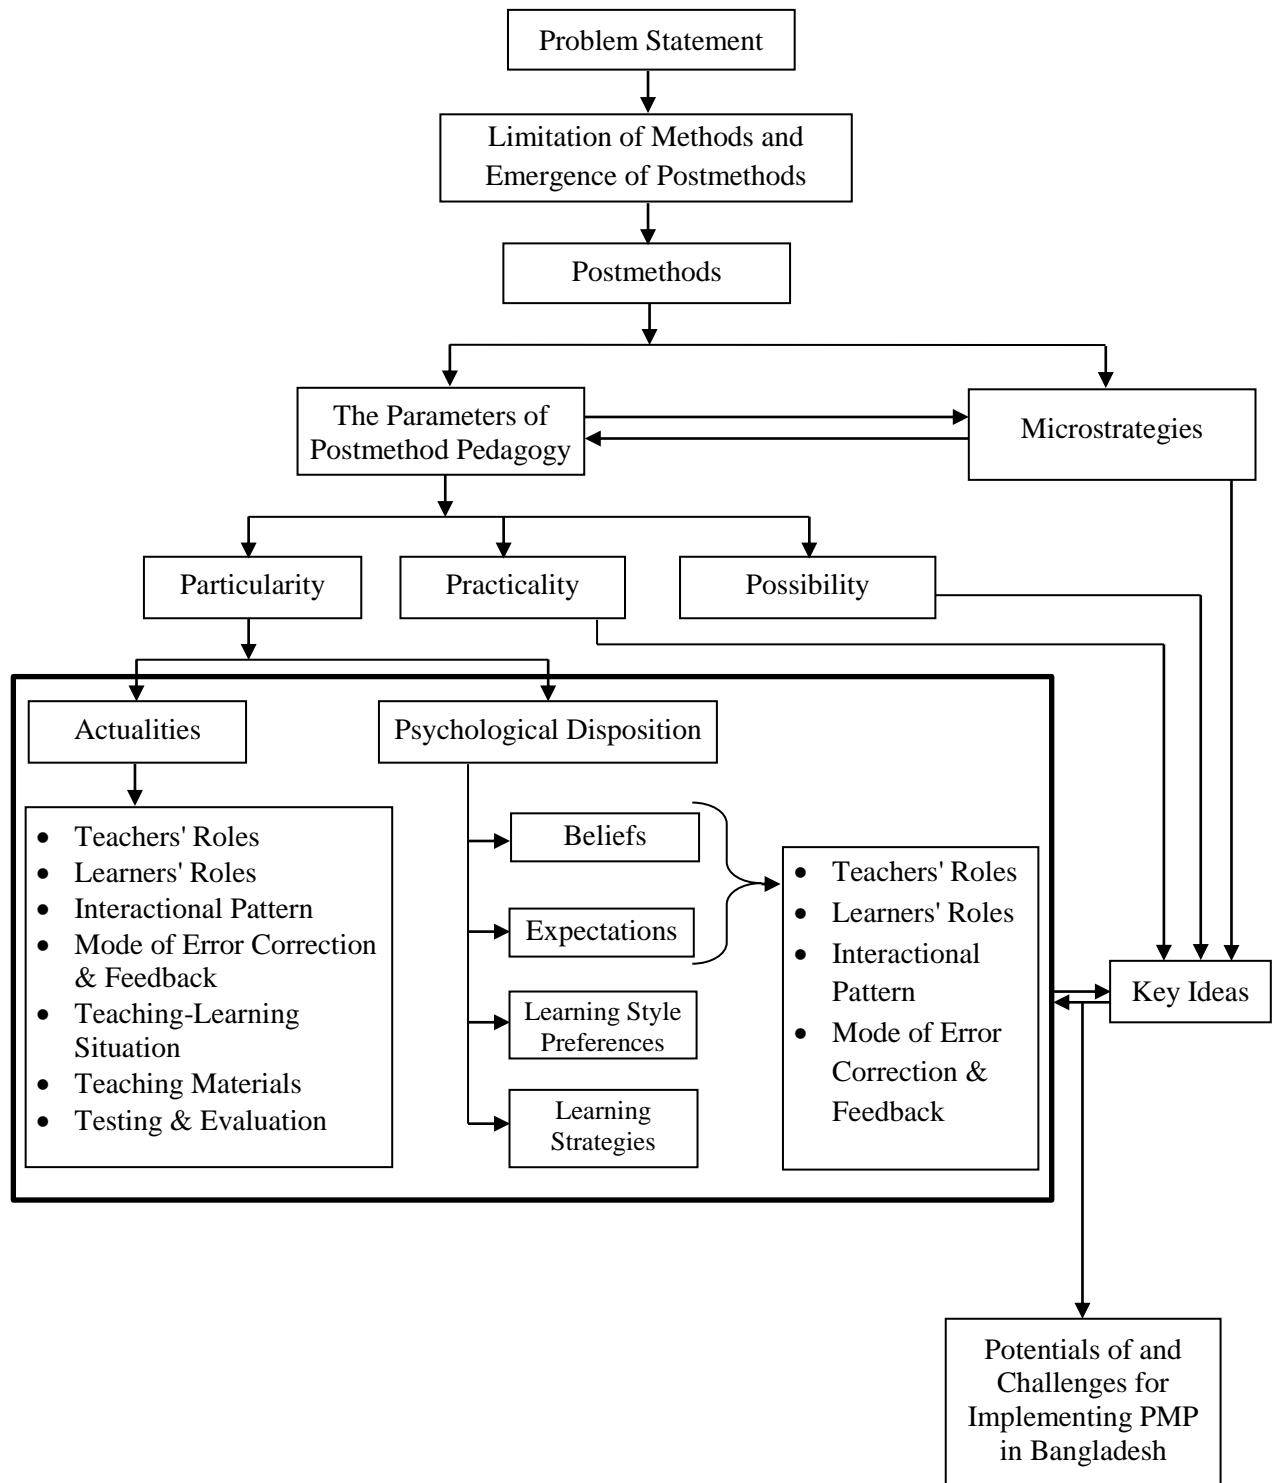 Problem Statement
Limitation of Methods and
Emergence of Postmethods
Postmethods
The Parameters of
Postmethod Pedagogy
Microstrategies
Particularity
Practicality
Possibility
Actualities
Psychological Disposition
• Teachers' Roles
• Learners' Roles
• Interactional Pattern
• Mode of Error Correction
& Feedback
• Teaching-Learning
Situation
• Teaching Materials
• Testing & Evaluation
Beliefs
Expectations
Learning Style
Preferences
Learning
Strategies
• Teachers' Roles
• Learners' Roles
• Interactional
Pattern
• Mode of Error
Correction &
Feedback
Key Ideas
Potentials of and
Challenges for
Implementing PMP
in Bangladesh